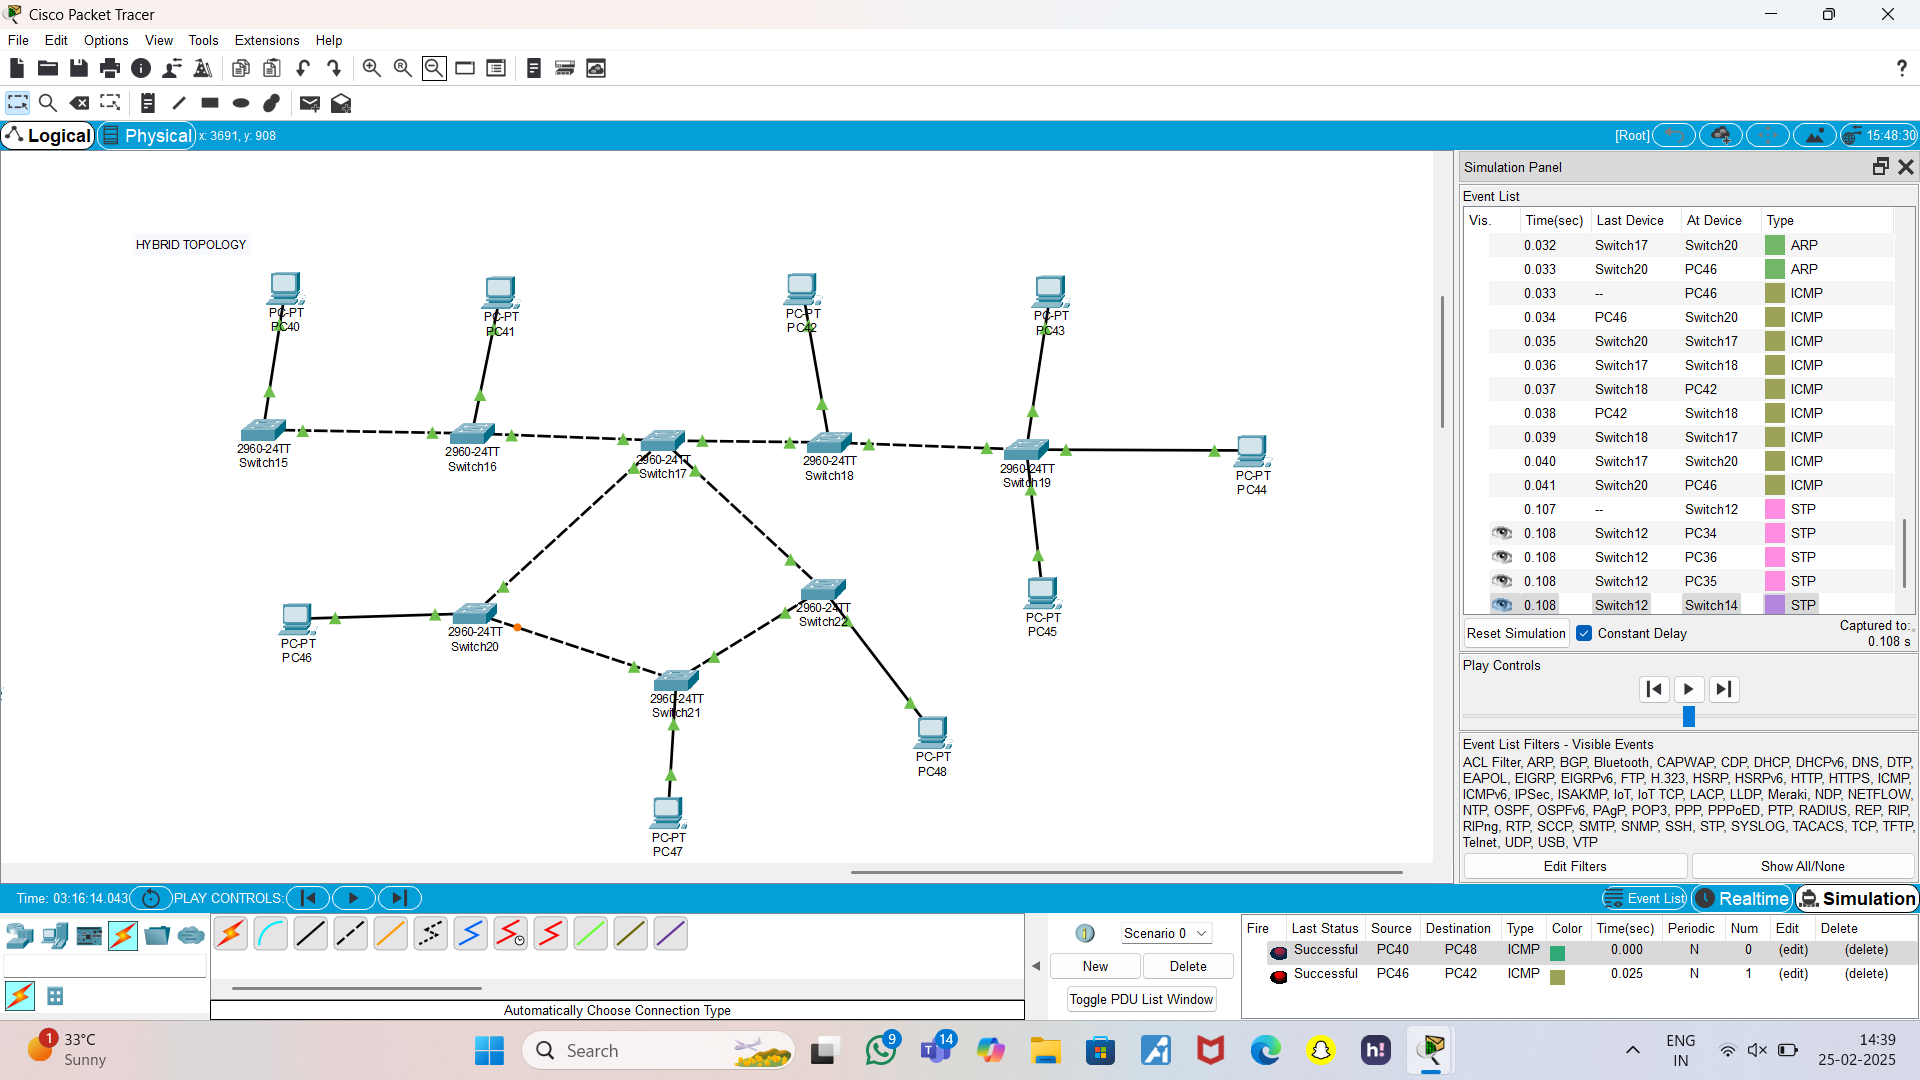 Cisco Packet Tracer
File Edit Options View Tools Extensions Help
?
Logical Physical x: 3691, y: 908 [Root] 15:48:30
HYBRID TOPOLOGY
PC-PT
PC40
PC-PT
PC41
PC-PT
PC42
PC-PT
PC43
2960-24TT
Switch15
2960-24TT
Switch16
2960-24TT
Switch17
2960-24TT
Switch18
2960-24TT
Switch19
PC-PT
PC44
PC-PT
PC45
PC-PT
PC46
2960-24TT
Switch20
2960-24TT
Switch22
2960-24TT
Switch21
PC-PT
PC48
PC-PT
PC47
Simulation Panel
Event List
Vis. Time(sec) Last Device At Device Type
0.032 Switch17 Switch20 ARP
0.033 Switch20 PC46 ARP
0.033 -- PC46 ICMP
0.034 PC46 Switch20 ICMP
0.035 Switch20 Switch17 ICMP
0.036 Switch17 Switch18 ICMP
0.037 Switch18 PC42 ICMP
0.038 PC42 Switch18 ICMP
0.039 Switch18 Switch17 ICMP
0.040 Switch17 Switch20 ICMP
0.041 Switch20 PC46 ICMP
0.107 -- Switch12 STP
0.108 Switch12 PC34 STP
0.108 Switch12 PC36 STP
0.108 Switch12 PC35 STP
0.108 Switch12 Switch14 STP
Reset Simulation Constant Delay Captured to:
0.108 s
Play Controls
Event List Filters - Visible Events
ACL Filter, ARP, BGP, Bluetooth, CAPWAP, CDP, DHCP, DHCPv6, DNS, DTP,
EAPOL, EIGRP, EIGRPv6, FTP, H.323, HSRP, HSRPv6, HTTP, HTTPS, ICMP,
ICMPv6, IPSec, ISAKMP, IoT, IoT TCP, LACP, LLDP, Meraki, NDP, NETFLOW,
NTP, OSPF, OSPFv6, PAgP, POP3, PPP, PPPoED, PTP, RADIUS, REP, RIP,
RIPng, RTP, SCCP, SMTP, SNMP, SSH, STP, SYSLOG, TACACS, TCP, TFTP,
Telnet, UDP, USB, VTP
Edit Filters Show All/None
Time: 03:16:14.043 PLAY CONTROLS: Event List Realtime Simulation
Scenario 0
New Delete
Toggle PDU List Window
Fire Last Status Source Destination Type Color Time(sec) Periodic Num Edit Delete
Successful PC40 PC48 ICMP 0.000 N 0 (edit) (delete)
Successful PC46 PC42 ICMP 0.025 N 1 (edit) (delete)
Automatically Choose Connection Type
1
33°C
Sunny
Search
9
14
h!
ENG
IN
14:39
25-02-2025